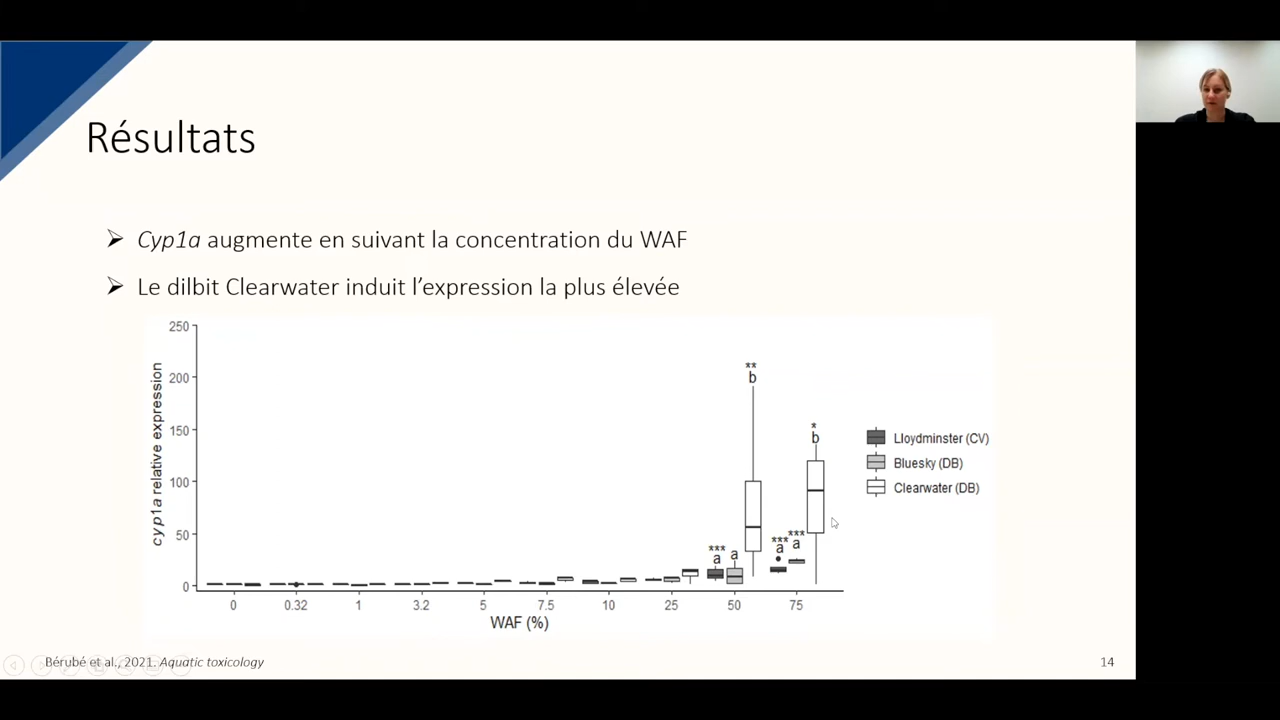 Résultats
➢ Cyp1a augmente en suivant la concentration du WAF
➢ Le dilbit Clearwater induit l’expression la plus élevée
250
200
150
100
50
0
cyp1a relative expression
**
b
*
b
***
a
a
***
a
***
a
0 0.32 1 3.2 5 7.5 10 25 50 75
WAF (%)
Lloydminster (CV)
Bluesky (DB)
Clearwater (DB)
Bérubé et al., 2021. Aquatic toxicology
14